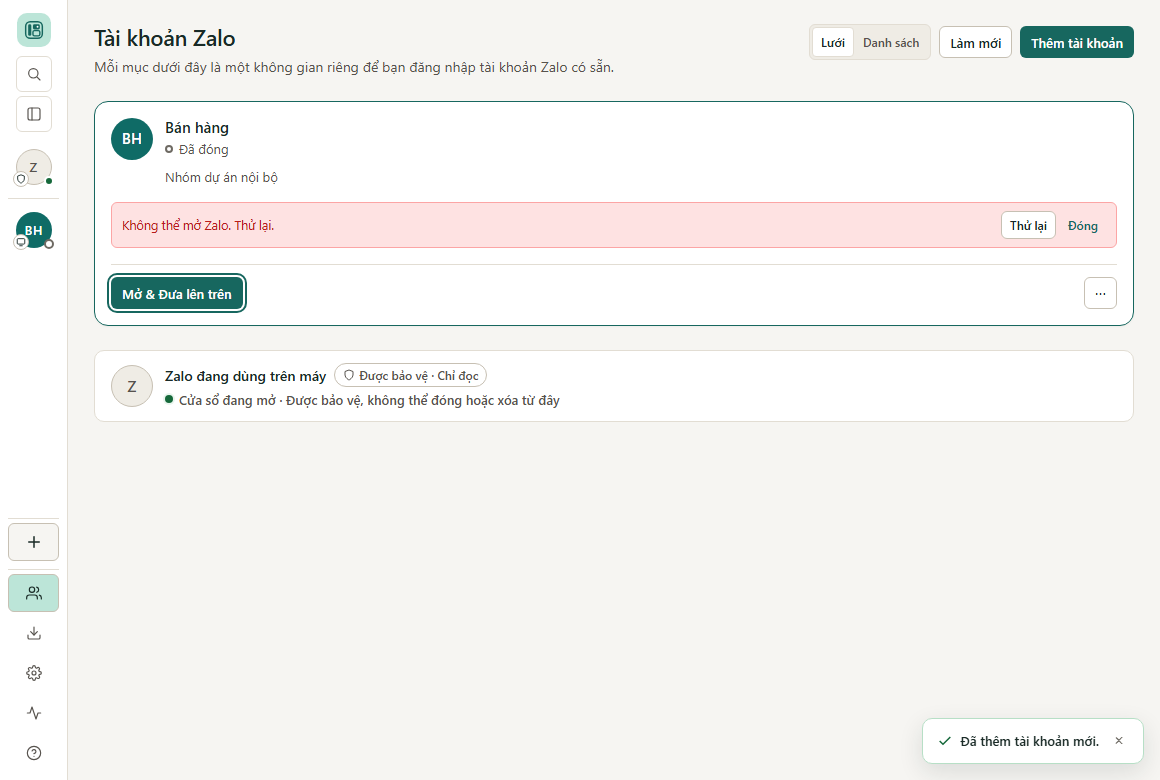 Tài khoản Zalo
Mỗi mục dưới đây là một không gian riêng để bạn đăng nhập tài khoản Zalo có sẵn.
Lưới
Danh sách
Làm mới
Thêm tài khoản
Z
BH
BH
Bán hàng
Đã đóng
Nhóm dự án nội bộ
Không thể mở Zalo. Thử lại.
Thử lại
Đóng
Mở & Đưa lên trên
...
Z
Zalo đang dùng trên máy
Được bảo vệ · Chỉ đọc
Cửa sổ đang mở · Được bảo vệ, không thể đóng hoặc xóa từ đây
Đã thêm tài khoản mới.